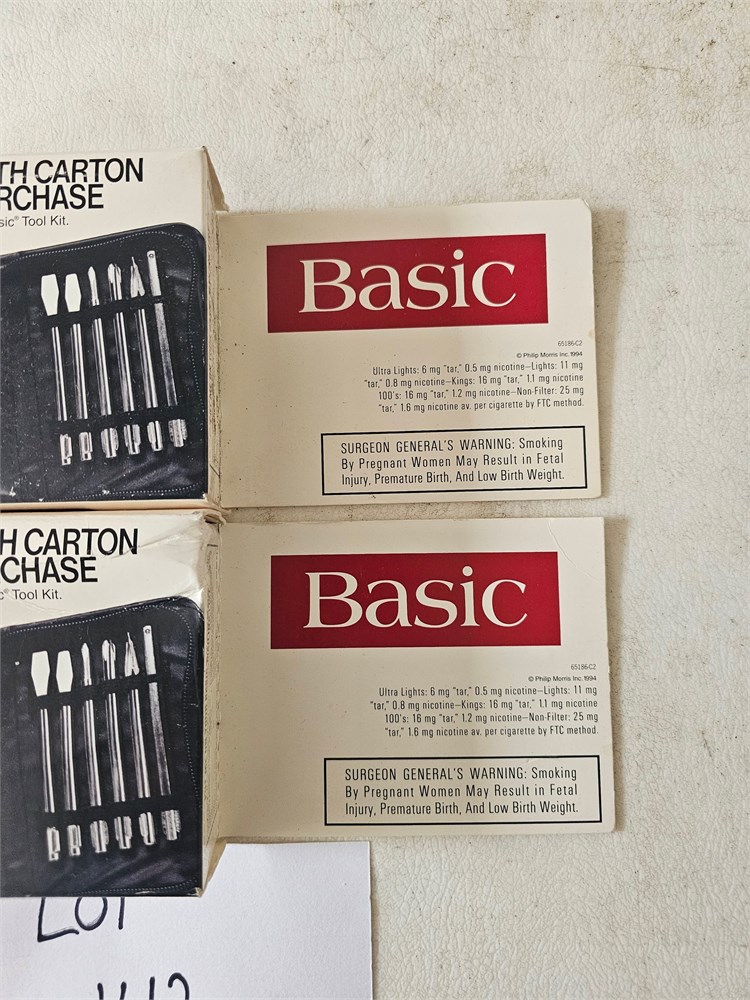 TH CARTON
RCHASE
sic® Tool Kit.
Basic
65186-C2
© Philip Morris Inc. 1994
Ultra Lights: 6 mg "tar," 0.5 mg nicotine–Lights: 11 mg
"tar," 0.8 mg nicotine–Kings: 16 mg "tar," 1.1 mg nicotine
100's: 16 mg "tar," 1.2 mg nicotine–Non-Filter: 25 mg
"tar," 1.6 mg nicotine av. per cigarette by FTC method.
SURGEON GENERAL'S WARNING: Smoking
By Pregnant Women May Result in Fetal
Injury, Premature Birth, And Low Birth Weight.
H CARTON
CHASE
c® Tool Kit.
Basic
65186-C2
© Philip Morris Inc. 1994
Ultra Lights: 6 mg "tar," 0.5 mg nicotine–Lights: 11 mg
"tar," 0.8 mg nicotine–Kings: 16 mg "tar," 1.1 mg nicotine
100's: 16 mg "tar," 1.2 mg nicotine–Non-Filter: 25 mg
"tar," 1.6 mg nicotine av. per cigarette by FTC method.
SURGEON GENERAL'S WARNING: Smoking
By Pregnant Women May Result in Fetal
Injury, Premature Birth, And Low Birth Weight.
LOT